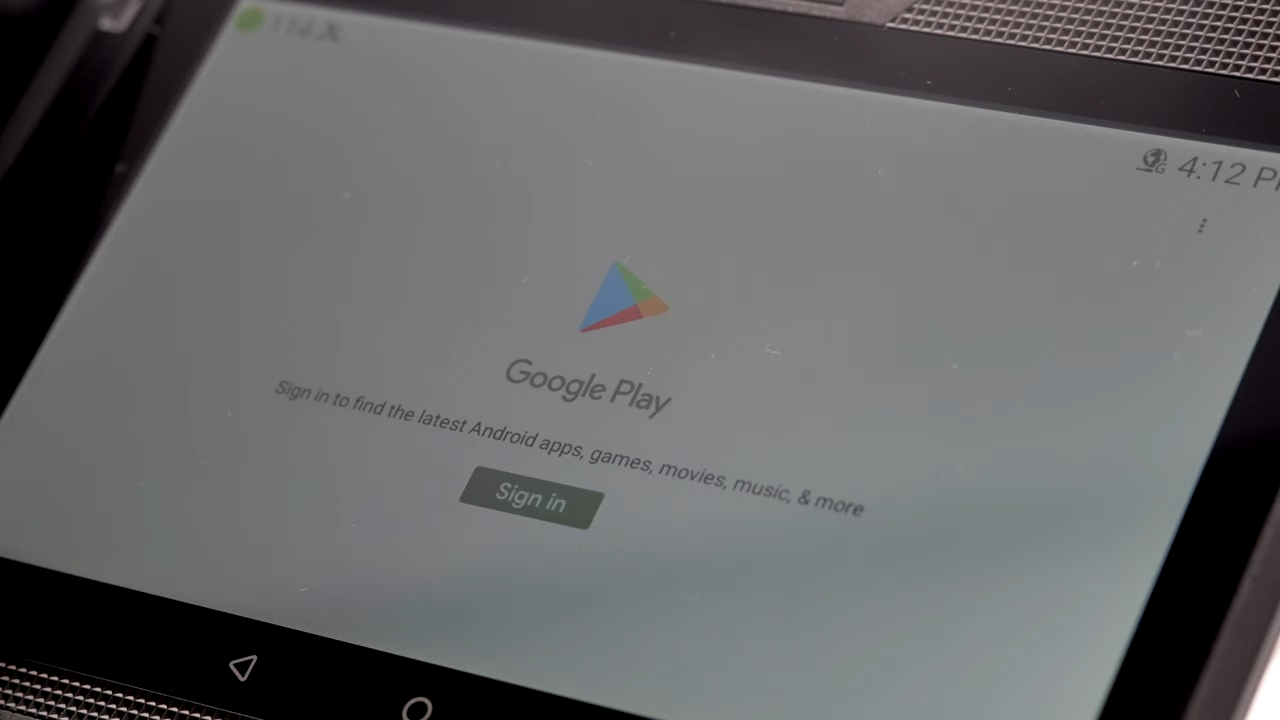 4:12 P
Google Play
Sign in to find the latest Android apps, games, movies, music, & more
Sign in